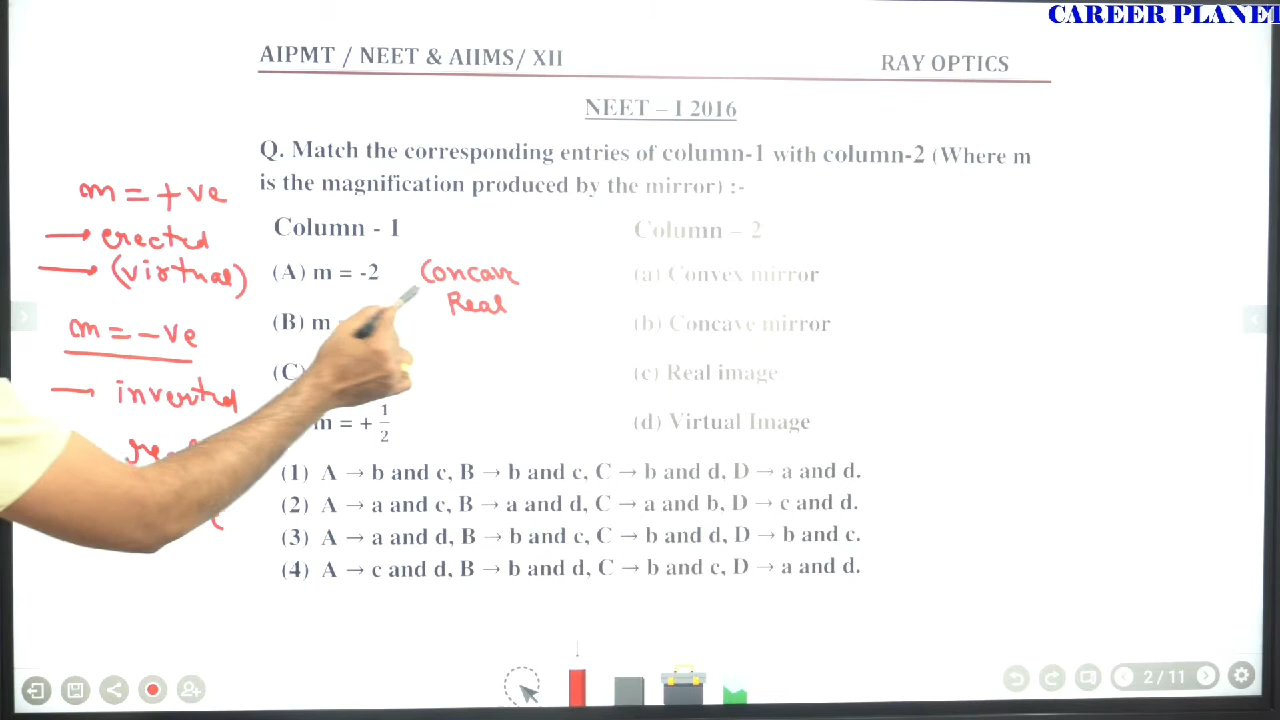 CAREER PLANET
AIPMT / NEET & AIIMS/ XII
RAY OPTICS
NEET – I 2016
Q. Match the corresponding entries of column-1 with column-2 (Where m
is the magnification produced by the mirror) :-
m = +ve
→ erected
→ (virtual)
m = -ve
inverted
Column - 1
Column – 2
(A) m = -2
Concave
Real
(a) Convex mirror
(B) m
(b) Concave mirror
(C)
(c) Real image
m = + 1/2
(d) Virtual Image
(1) A → b and c, B → b and c, C → b and d, D → a and d.
(2) A → a and c, B → a and d, C → a and b, D → c and d.
(3) A → a and d, B → b and c, C → b and d, D → b and c.
(4) A → c and d, B → b and d, C → b and c, D → a and d.
2 / 11